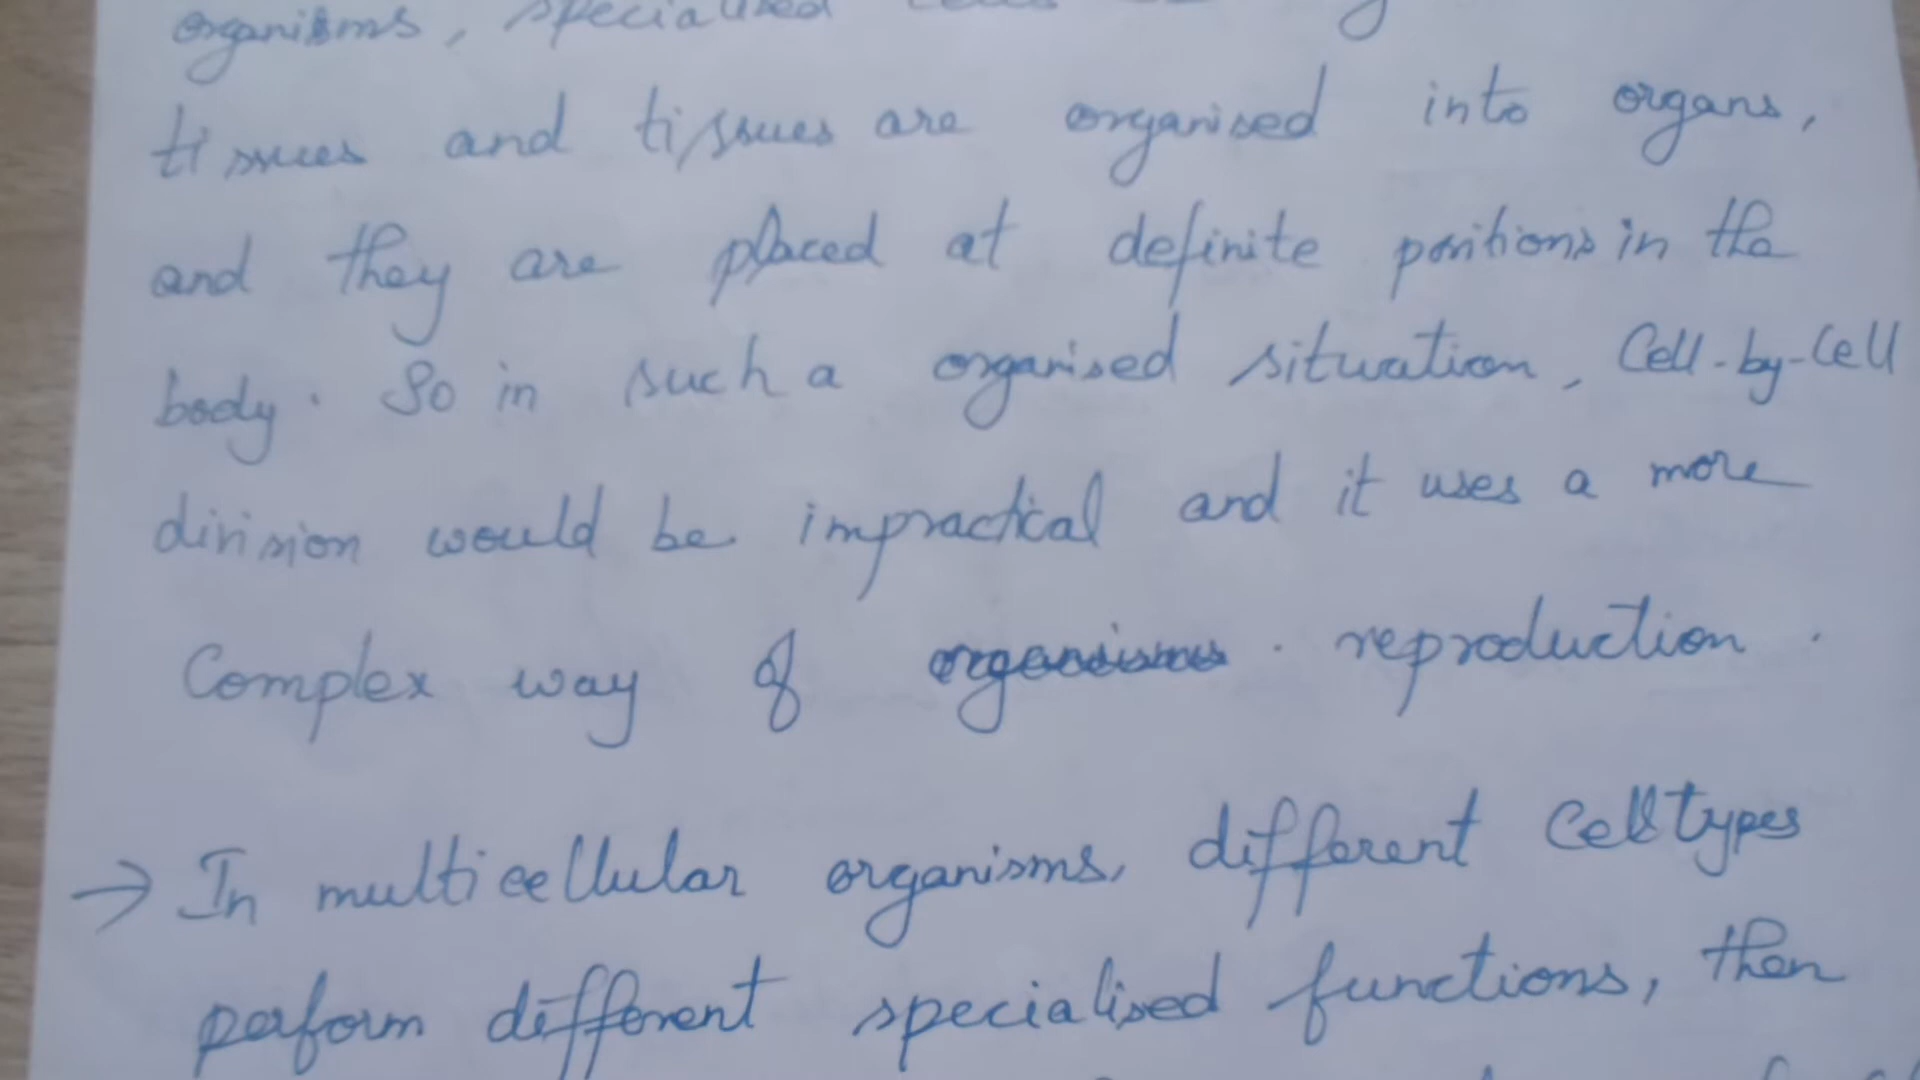 organisms, specialised
tissues and tissues are organised into organs,
and they are placed at definite positions in the
body. So in such a organised situation, Cell-by-Cell
division would be impractical and it uses a more
Complex way of organisms. reproduction.
→ In multicellular organisms, different Cell types
perform different specialised functions, then